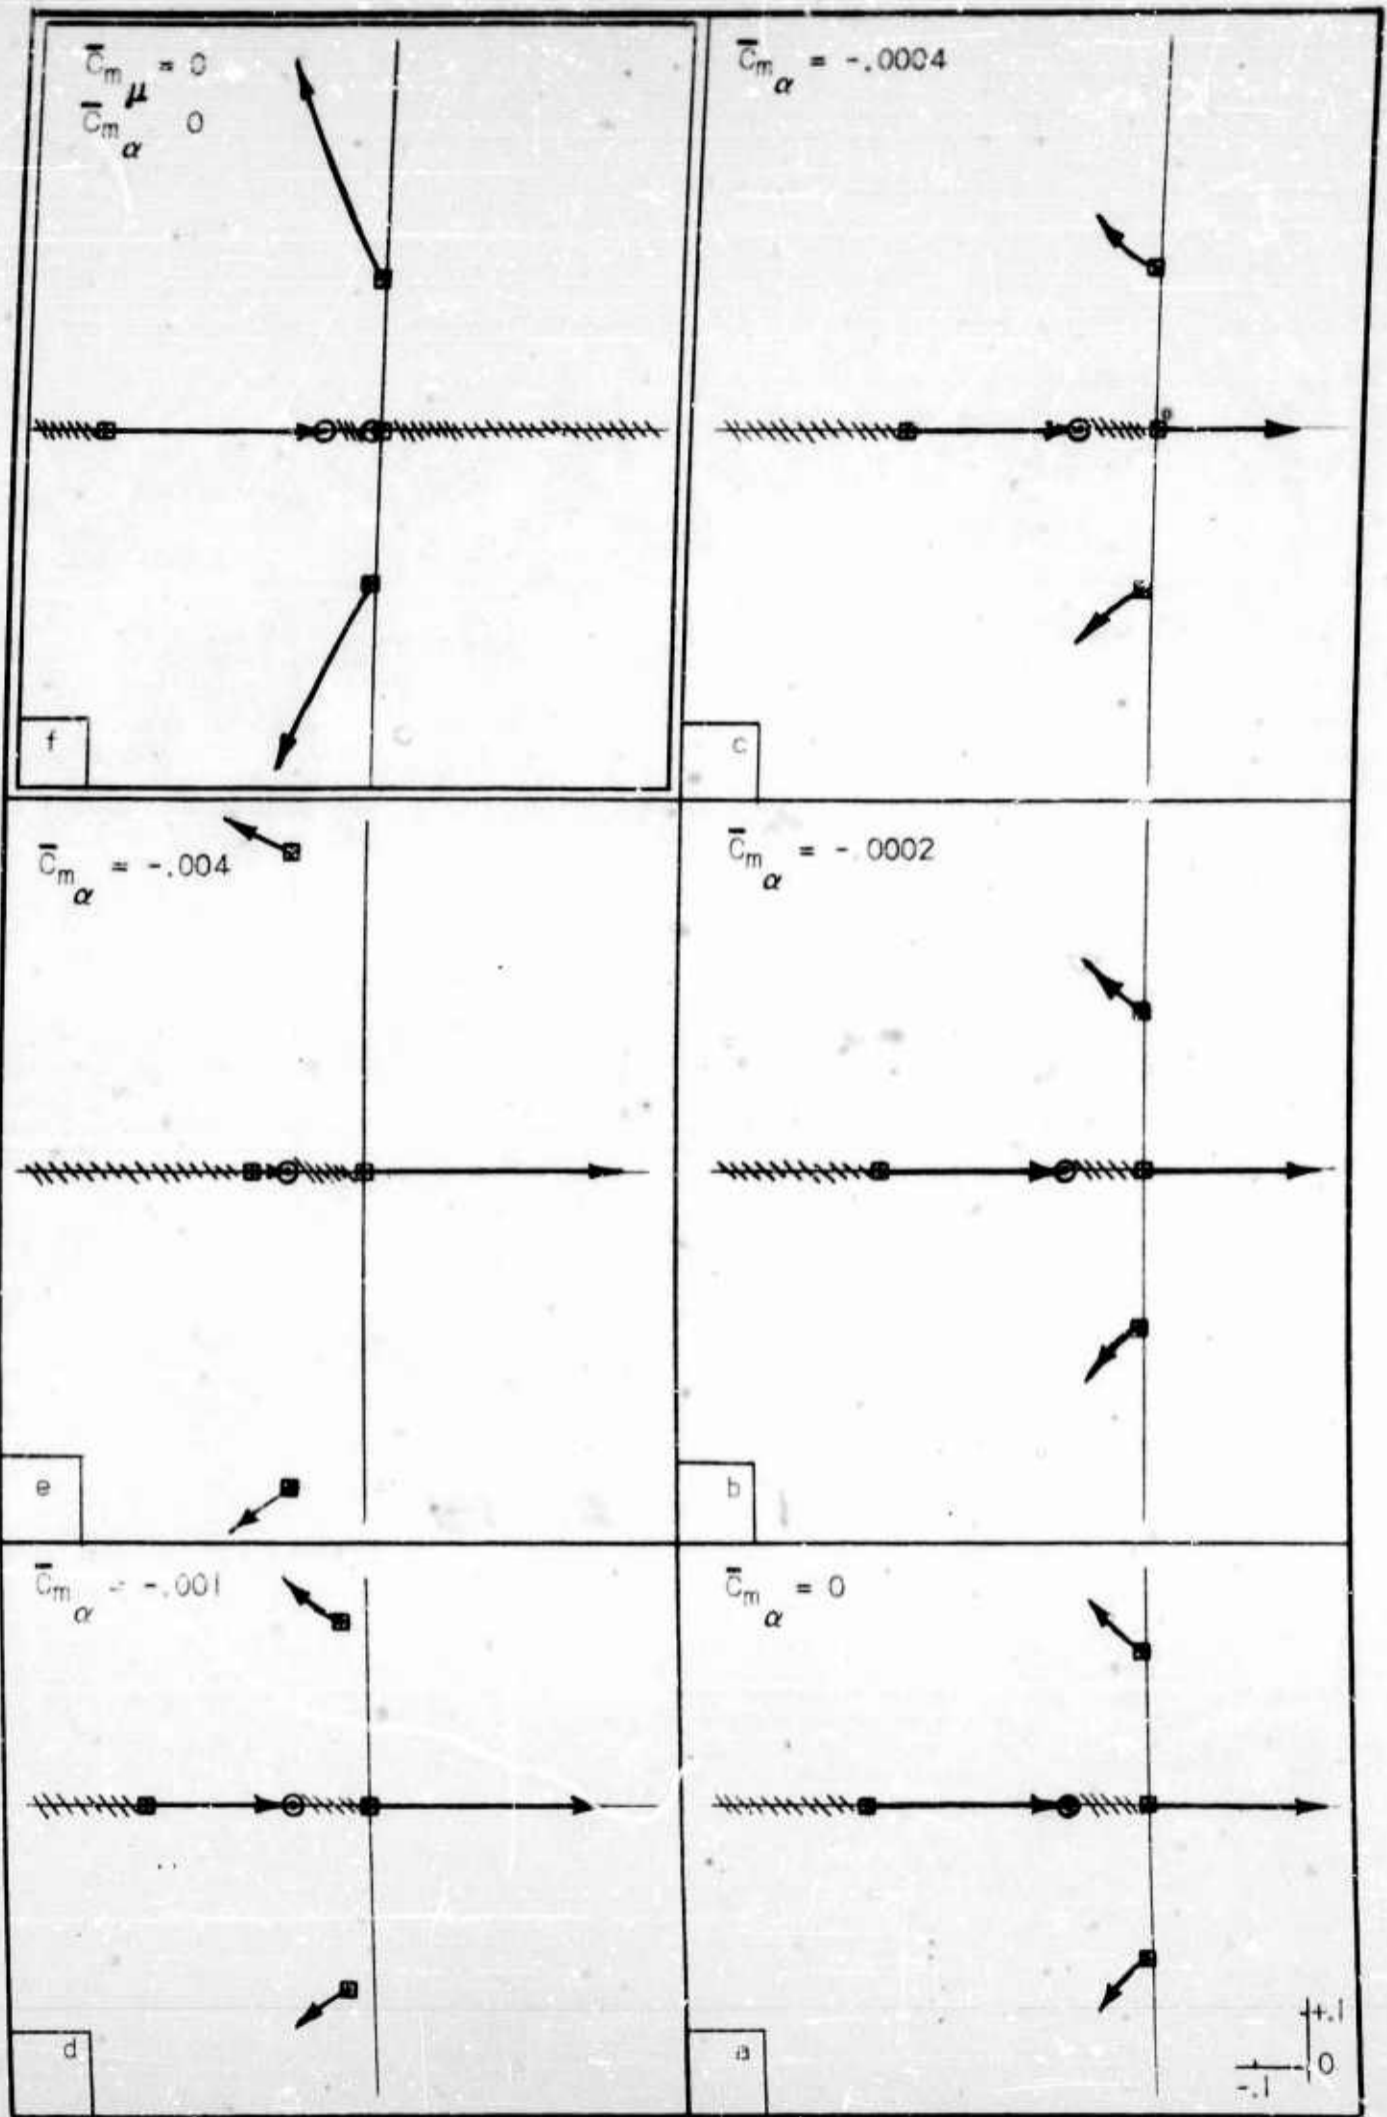 C̄mμ = 0
C̄mα 0
f
C̄mα = -.0004
c
C̄mα = -.004
e
C̄mα = -.0002
b
C̄mα = -.001
d
C̄mα = 0
a
+.1
0
-.1